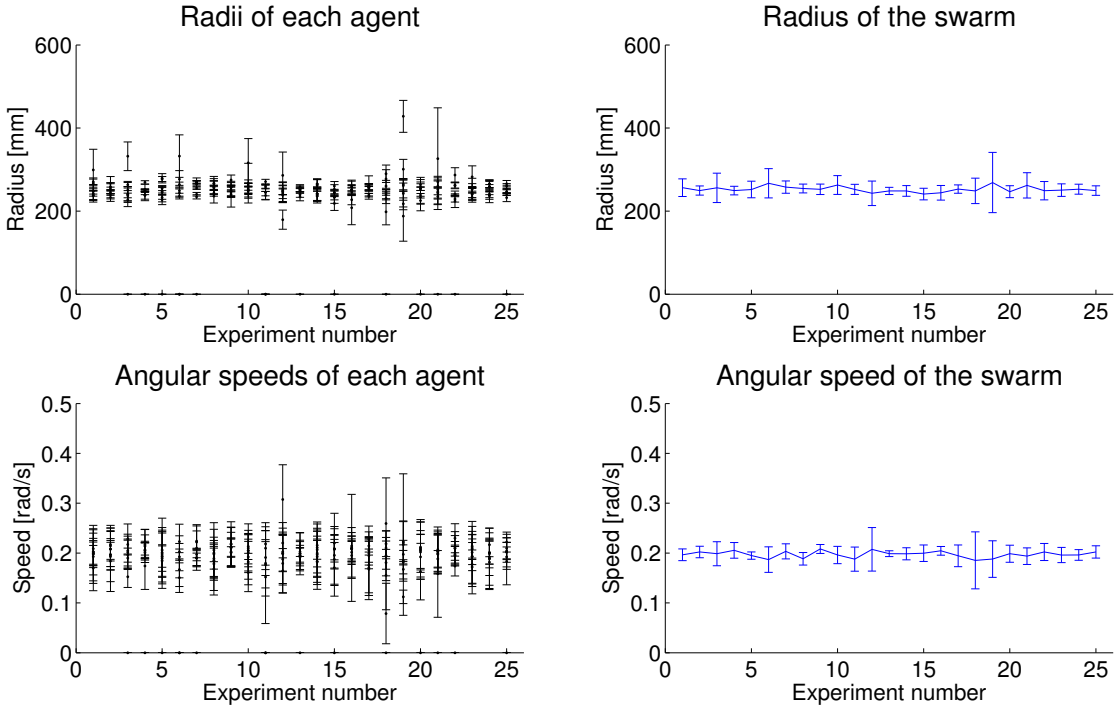 Radii of each agent
600
400
200
0
Radius [mm]
0 5 10 15 20 25
Experiment number
Radius of the swarm
600
400
200
0
Radius [mm]
0 5 10 15 20 25
Experiment number
Angular speeds of each agent
0.5
0.4
0.3
0.2
0.1
0
Speed [rad/s]
0 5 10 15 20 25
Experiment number
Angular speed of the swarm
0.5
0.4
0.3
0.2
0.1
0
Speed [rad/s]
0 5 10 15 20 25
Experiment number